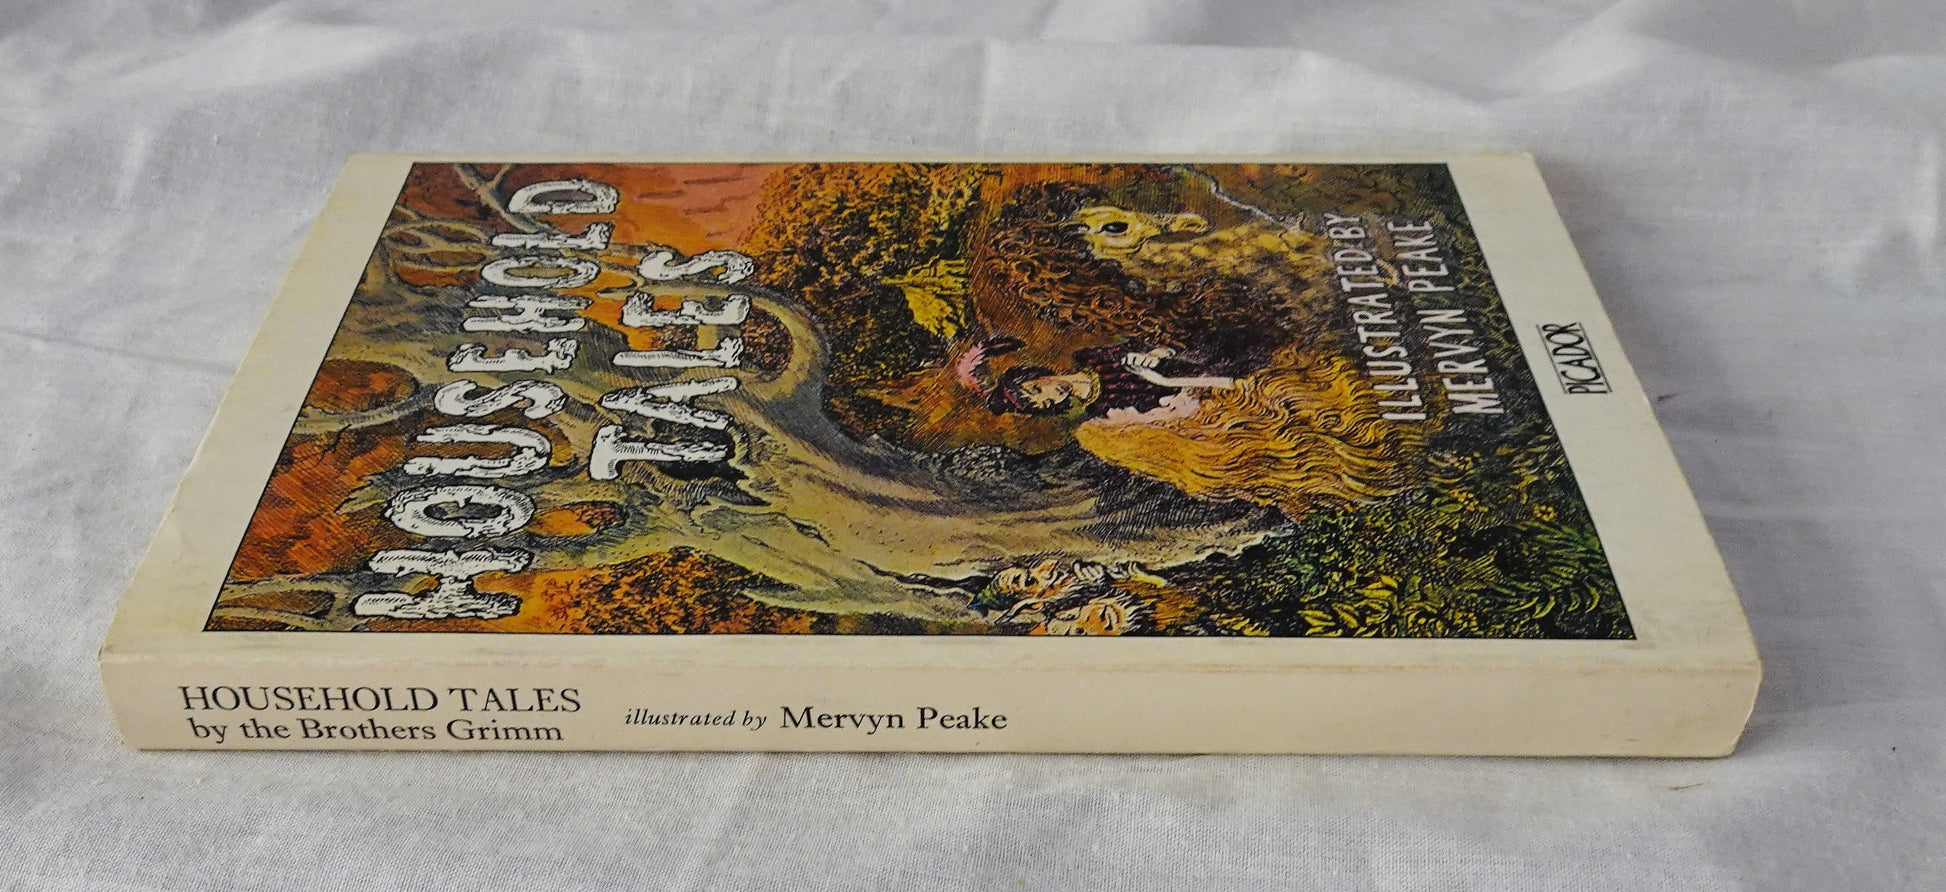 HOUSEHOLD
TALES
ILLUSTRATED BY
MERVYN PEAKE
PICADOR
HOUSEHOLD TALES
by the Brothers Grimm
illustrated by Mervyn Peake